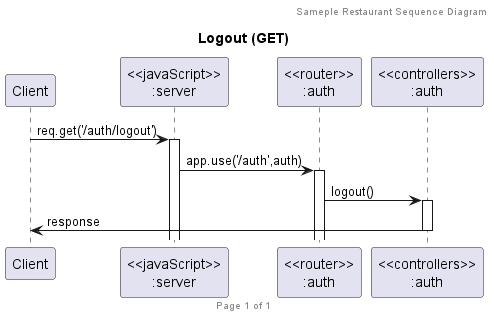 Sameple Restaurant Sequence Diagram
Logout (GET)
Client
<<javaScript>>
:server
<<router>>
:auth
<<controllers>>
:auth
req.get('/auth/logout')
app.use('/auth',auth)
logout()
response
Client
<<javaScript>>
:server
<<router>>
:auth
<<controllers>>
:auth
Page 1 of 1